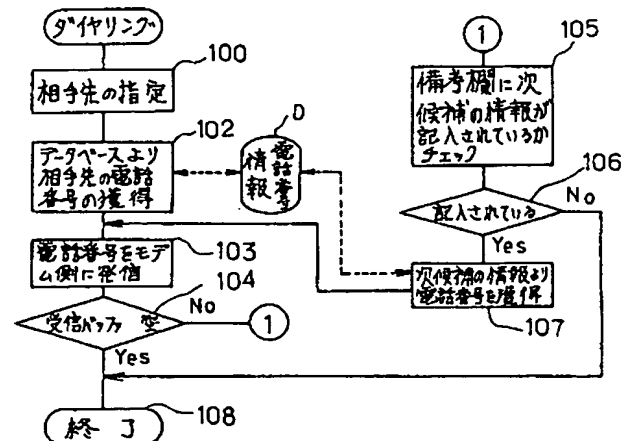 ダイヤリング
100
相手先の指定
102
データベースより
相手先の電話
番号の獲得
D
電話番号
情報
103
電話番号をモデ
ム側に発信
104
受信バッファ 空
No
1
Yes
108
終了
1
105
備考欄に次
候補の情報が
記入されているか
チェック
106
記入されている
No
Yes
次候補の情報より
電話番号を獲得
107